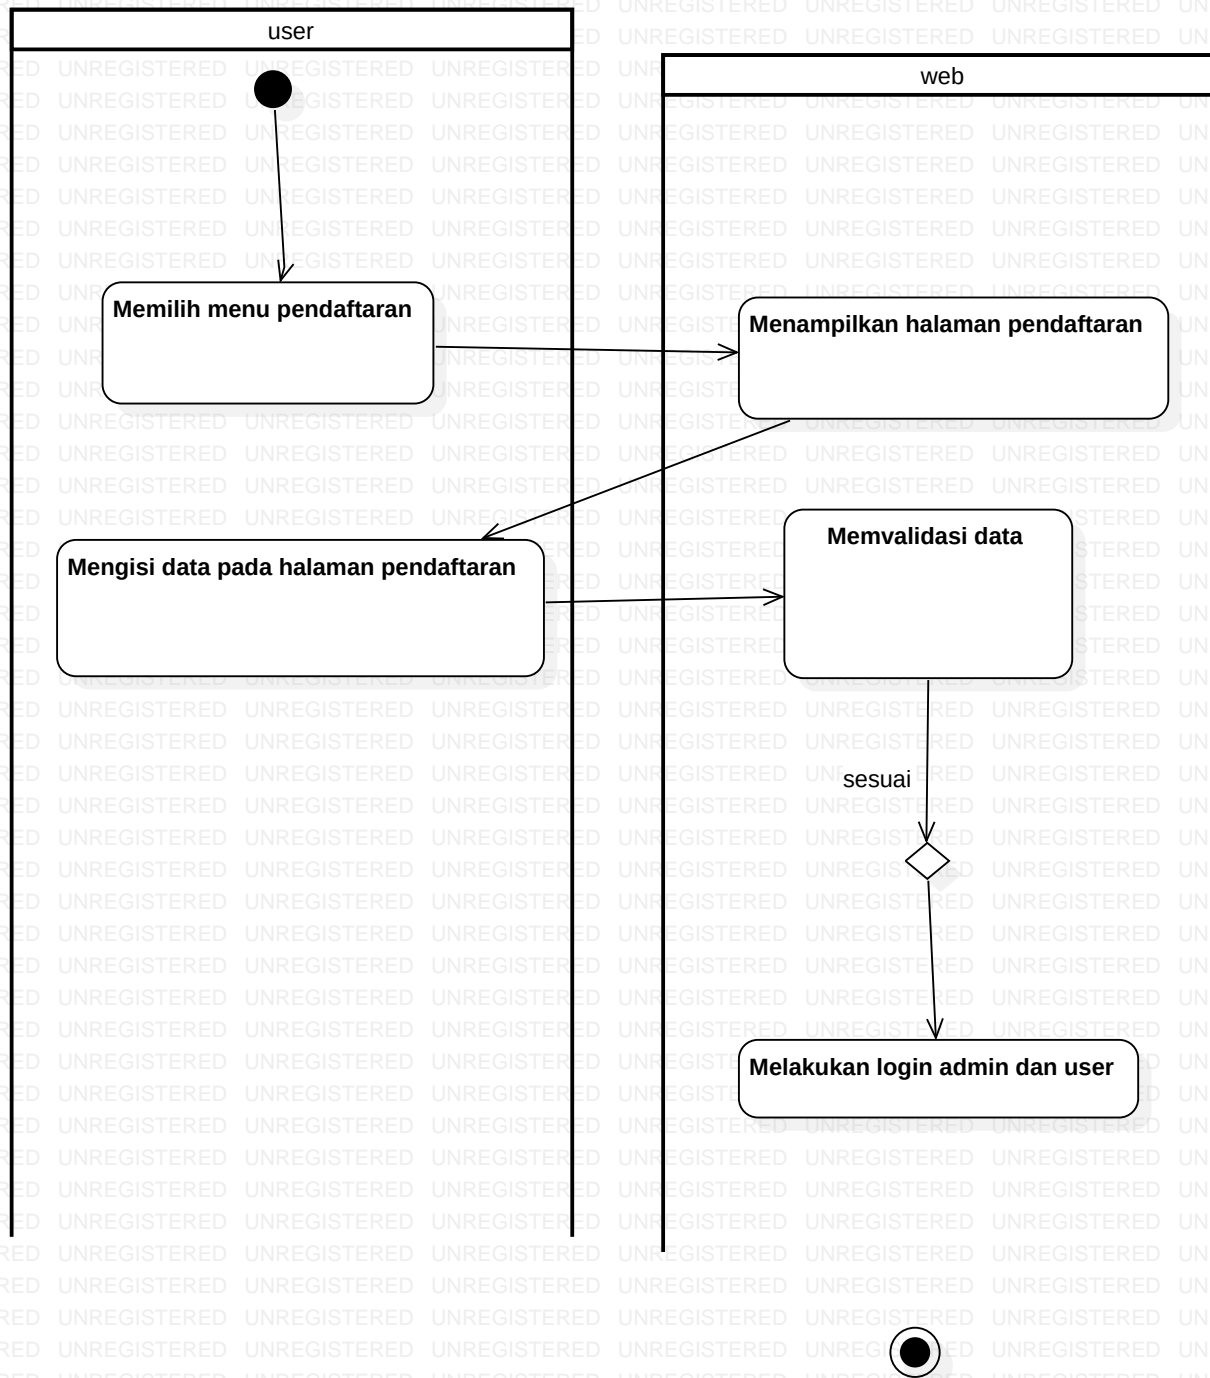 user
web
Memilih menu pendaftaran
Menampilkan halaman pendaftaran
Mengisi data pada halaman pendaftaran
Memvalidasi data
sesuai
Melakukan login admin dan user
UNREGISTERED